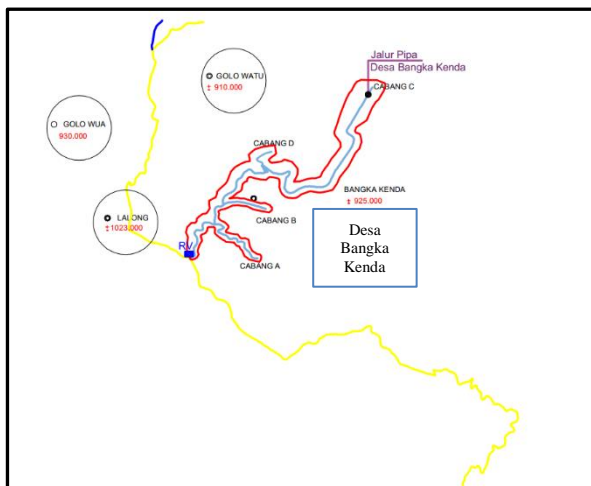 Jalur Pipa
Desa Bangka Kenda
GOLO WATU
± 910.000
CABANG C
GOLO WUA
930.000
CABANG D
BANGKA KENDA
± 925.000
LALONG
±1023.000
CABANG B
Desa
Bangka
Kenda
RV
CABANG A